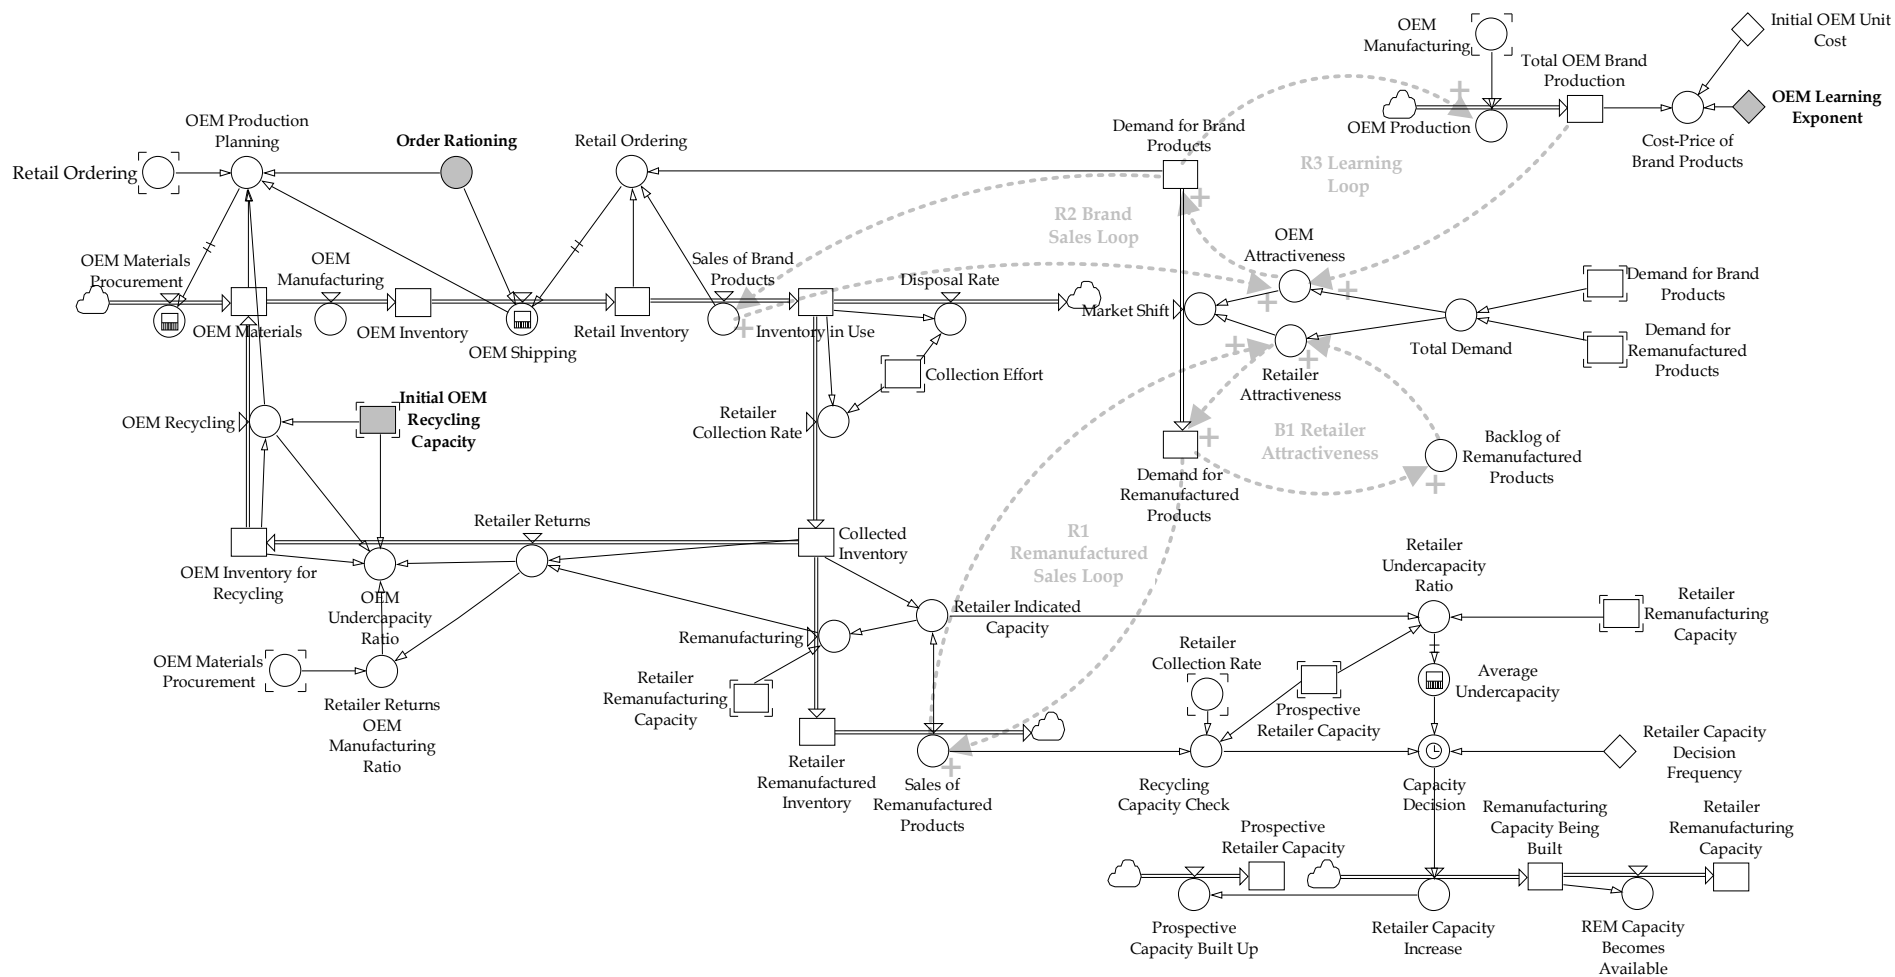 OEM
Manufacturing
Initial OEM Unit
Cost
Total OEM Brand
Production
OEM Learning
Exponent
OEM Production
Cost-Price of
Brand Products
OEM Production
Planning
Order Rationing
Retail Ordering
Demand for Brand
Products
Retail Ordering
R3 Learning
Loop
R2 Brand
Sales Loop
OEM Materials
Procurement
OEM
Manufacturing
Sales of Brand
Products
Disposal Rate
OEM
Attractiveness
Demand for Brand
Products
OEM Materials
OEM Inventory
OEM Shipping
Retail Inventory
Inventory in Use
Market Shift
Total Demand
Demand for
Remanufactured
Products
Collection Effort
Retailer
Attractiveness
Initial OEM
Recycling
Capacity
OEM Recycling
Retailer
Collection Rate
B1 Retailer
Attractiveness
Backlog of
Remanufactured
Products
Demand for
Remanufactured
Products
Retailer Returns
Collected
Inventory
R1
Remanufactured
Sales Loop
Retailer
Undercapacity
Ratio
OEM Inventory for
Recycling
OEM
Undercapacity
Ratio
Retailer Indicated
Capacity
Retailer
Remanufacturing
Capacity
Remanufacturing
Retailer
Collection Rate
OEM Materials
Procurement
Retailer Returns
OEM
Manufacturing
Ratio
Retailer
Remanufacturing
Capacity
Prospective
Retailer Capacity
Average
Undercapacity
Retailer
Remanufactured
Inventory
Sales of
Remanufactured
Products
Recycling
Capacity Check
Capacity
Decision
Retailer Capacity
Decision
Frequency
Prospective
Retailer Capacity
Remanufacturing
Capacity Being
Built
Retailer
Remanufacturing
Capacity
Prospective
Capacity Built Up
Retailer Capacity
Increase
REM Capacity
Becomes
Available